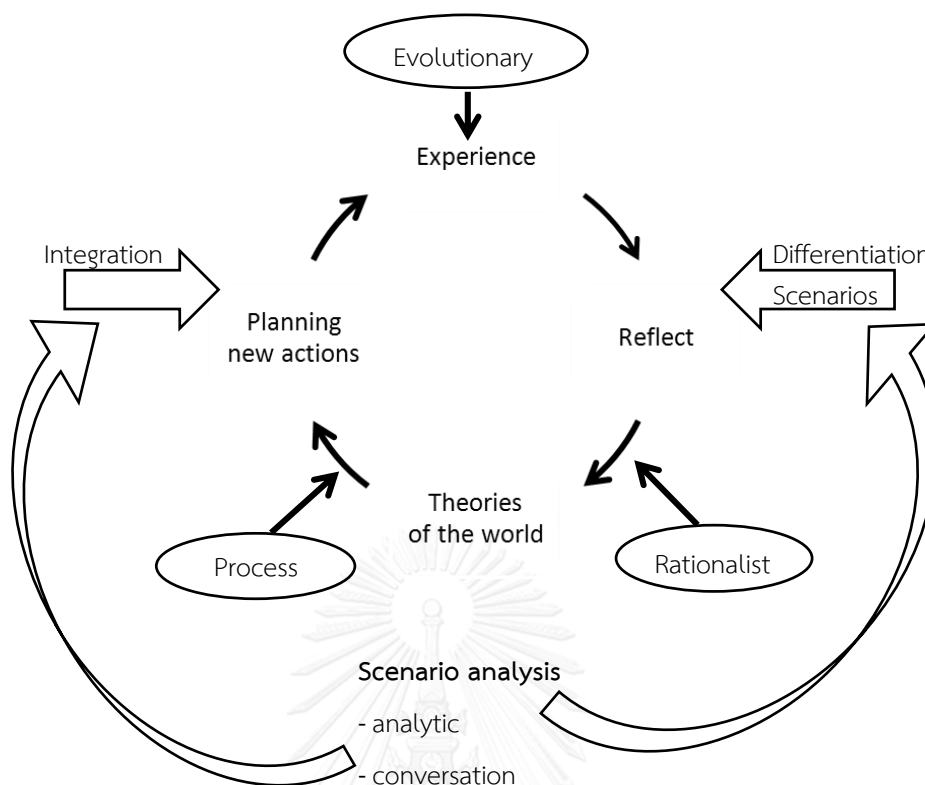 Evolutionary
Experience
Integration
Differentiation
Scenarios
Planning
new actions
Reflect
Theories
of the world
Process
Rationalist
Scenario analysis
- analytic
- conversation